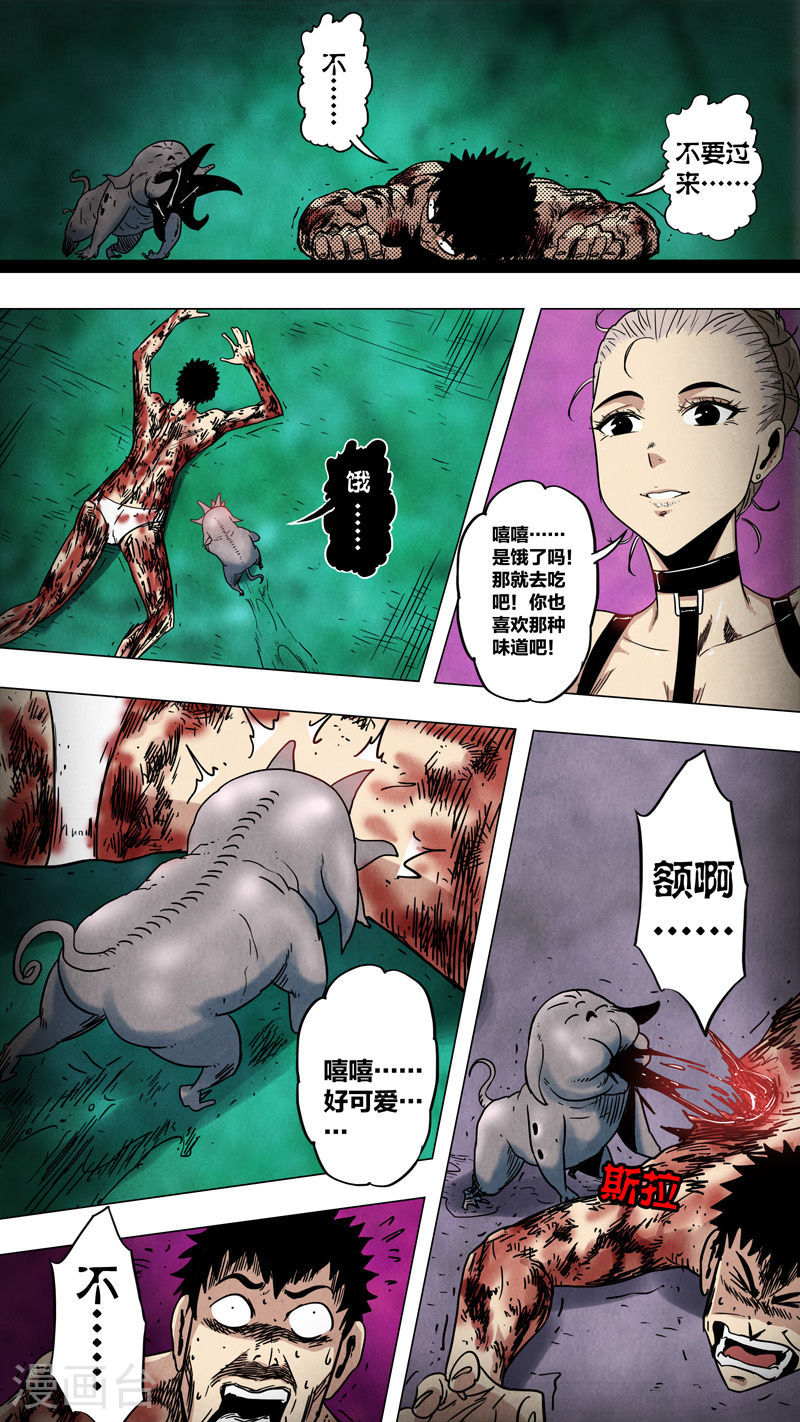 不
……
不要过
来……
饿
……
嘻嘻……
是饿了吗！
那就去吃
吧！你也
喜欢那种
味道吧！
嘻嘻……
好可爱…
…
额啊
……
斯拉
不
……
漫画台